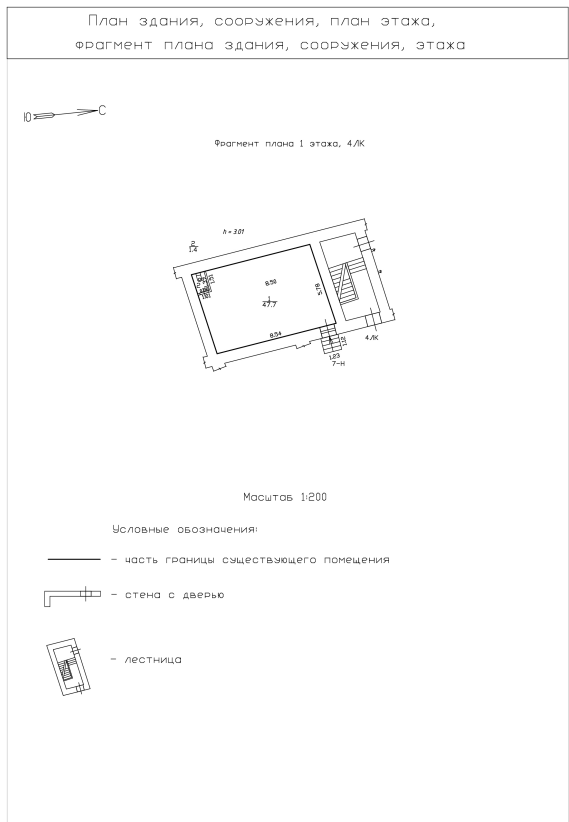 План здания, сооружения, план этажа,
фрагмент плана здания, сооружения, этажа
Ю С
Фрагмент плана 1 этажа, 4ЛК
h = 3.01
2
1.4
8.59
5.78
1
47.7
8.54
4ЛК
1.23
7-Н
Масштаб 1:200
Условные обозначения:
- часть границы существующего помещения
- стена с дверью
- лестница